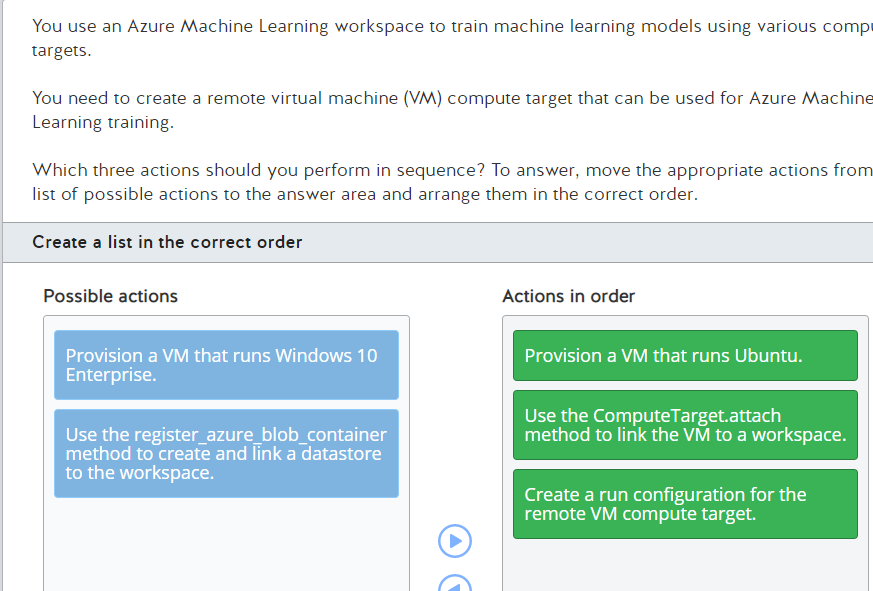 You use an Azure Machine Learning workspace to train machine learning models using various
targets.
You need to create a remote virtual machine (VM) compute target that can be used for Azure Machine
Learning training.
Which three actions should you perform in sequence? To answer, move the appropriate actions from
list of possible actions to the answer area and arrange them in the correct order.
Create a list in the correct order
Possible actions
Actions in order
Provision a VM that runs Windows 10
Enterprise.
Use the register_azure_blob_container
method to create and link a datastore
to the workspace.
Provision a VM that runs Ubuntu.
Use the ComputeTarget.attach
method to link the VM to a workspace.
Create a run configuration for the
remote VM compute target.